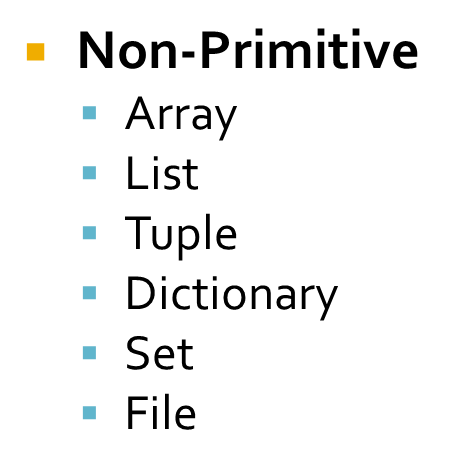 Non-Primitive
Array
List
Tuple
Dictionary
Set
File